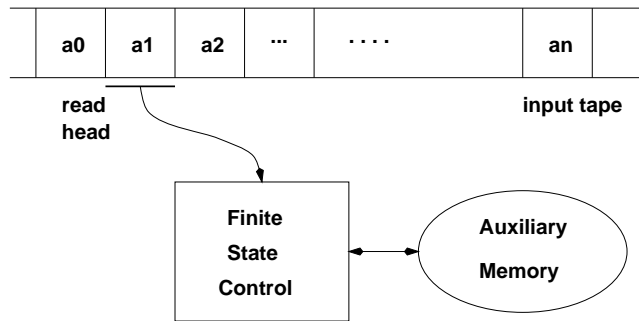 a0 a1 a2 ... . . . . an
read
head
input tape
Finite
State
Control
Auxiliary
Memory